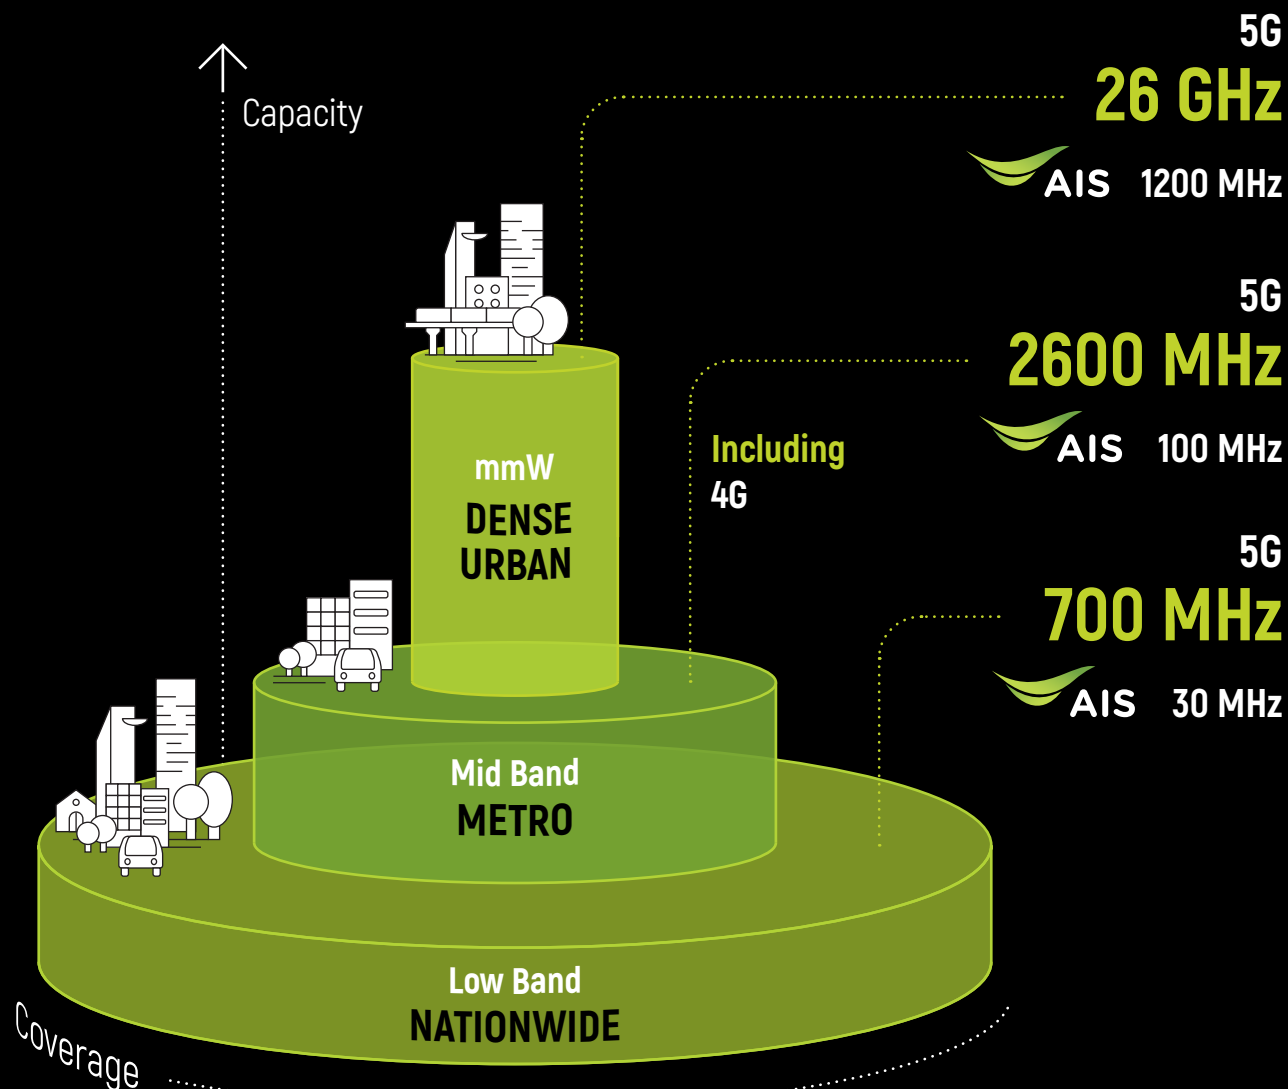 Capacity
5G
26 GHz
AIS 1200 MHz
5G
2600 MHz
AIS 100 MHz
Including
4G
5G
700 MHz
AIS 30 MHz
mmW
DENSE
URBAN
Mid Band
METRO
Low Band
NATIONWIDE
Coverage